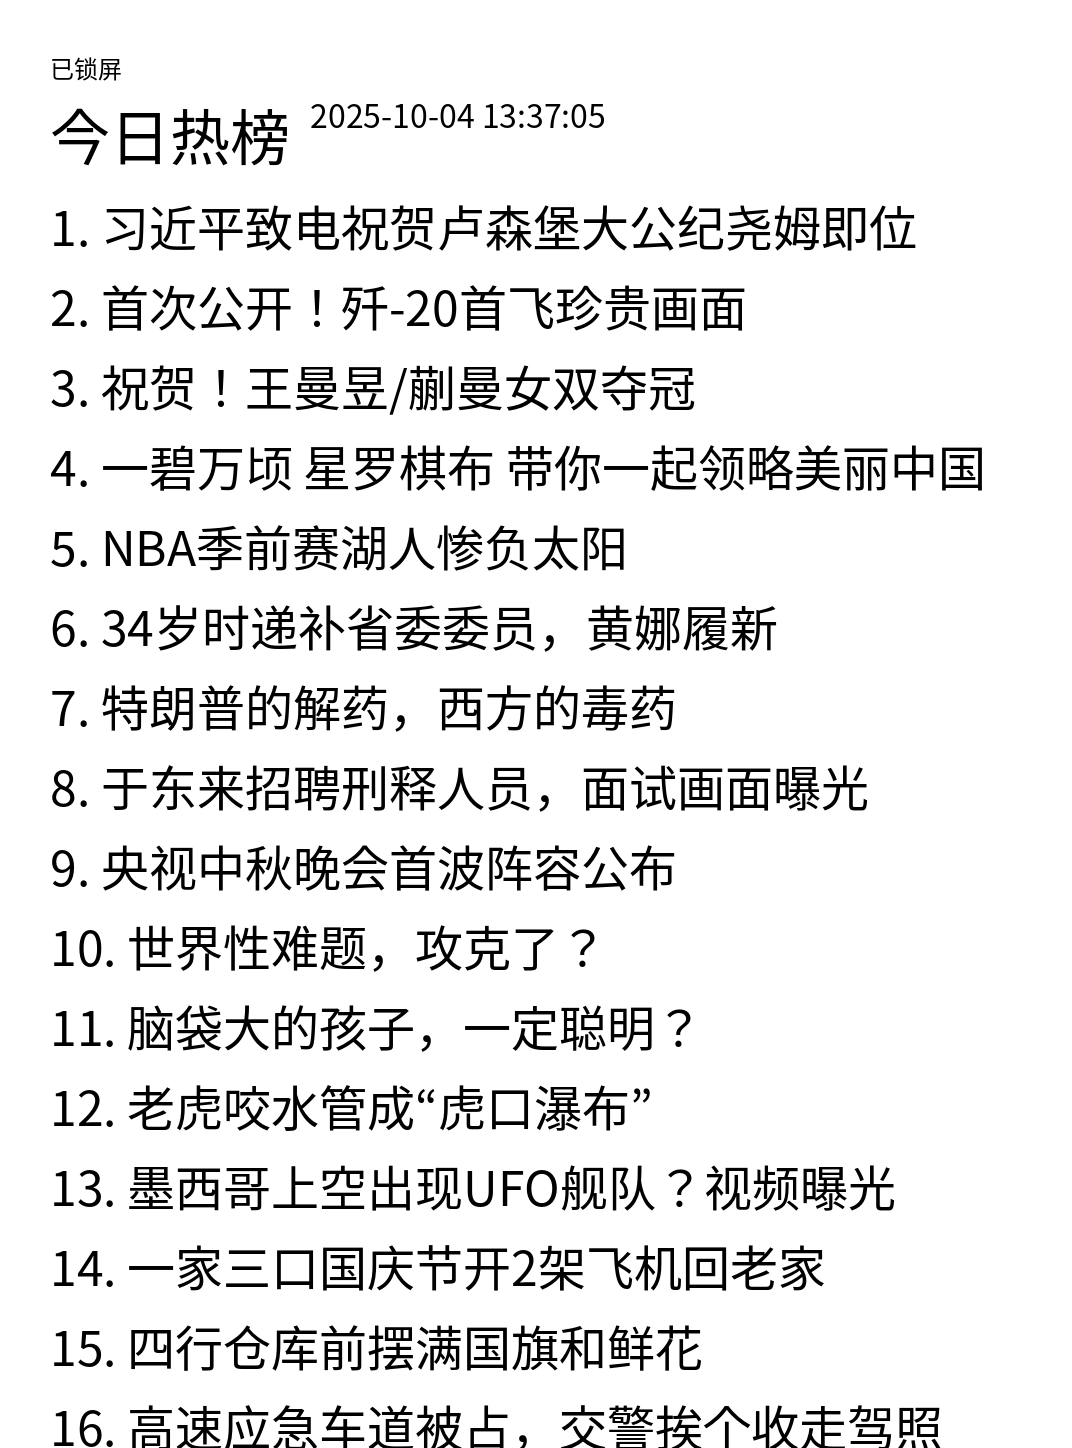 已锁屏
今日热榜 2025-10-04 13:37:05
1. 习近平致电祝贺卢森堡大公纪尧姆即位
2. 首次公开！歼-20首飞珍贵画面
3. 祝贺！王曼昱/蒯曼女双夺冠
4. 一碧万顷 星罗棋布 带你一起领略美丽中国
5. NBA季前赛湖人惨负太阳
6. 34岁时递补省委委员，黄娜履新
7. 特朗普的解药，西方的毒药
8. 于东来招聘刑释人员，面试画面曝光
9. 央视中秋晚会首波阵容公布
10. 世界性难题，攻克了？
11. 脑袋大的孩子，一定聪明？
12. 老虎咬水管成“虎口瀑布”
13. 墨西哥上空出现UFO舰队？视频曝光
14. 一家三口国庆节开2架飞机回老家
15. 四行仓库前摆满国旗和鲜花
16. 高速应急车道被占，交警挨个收走驾照